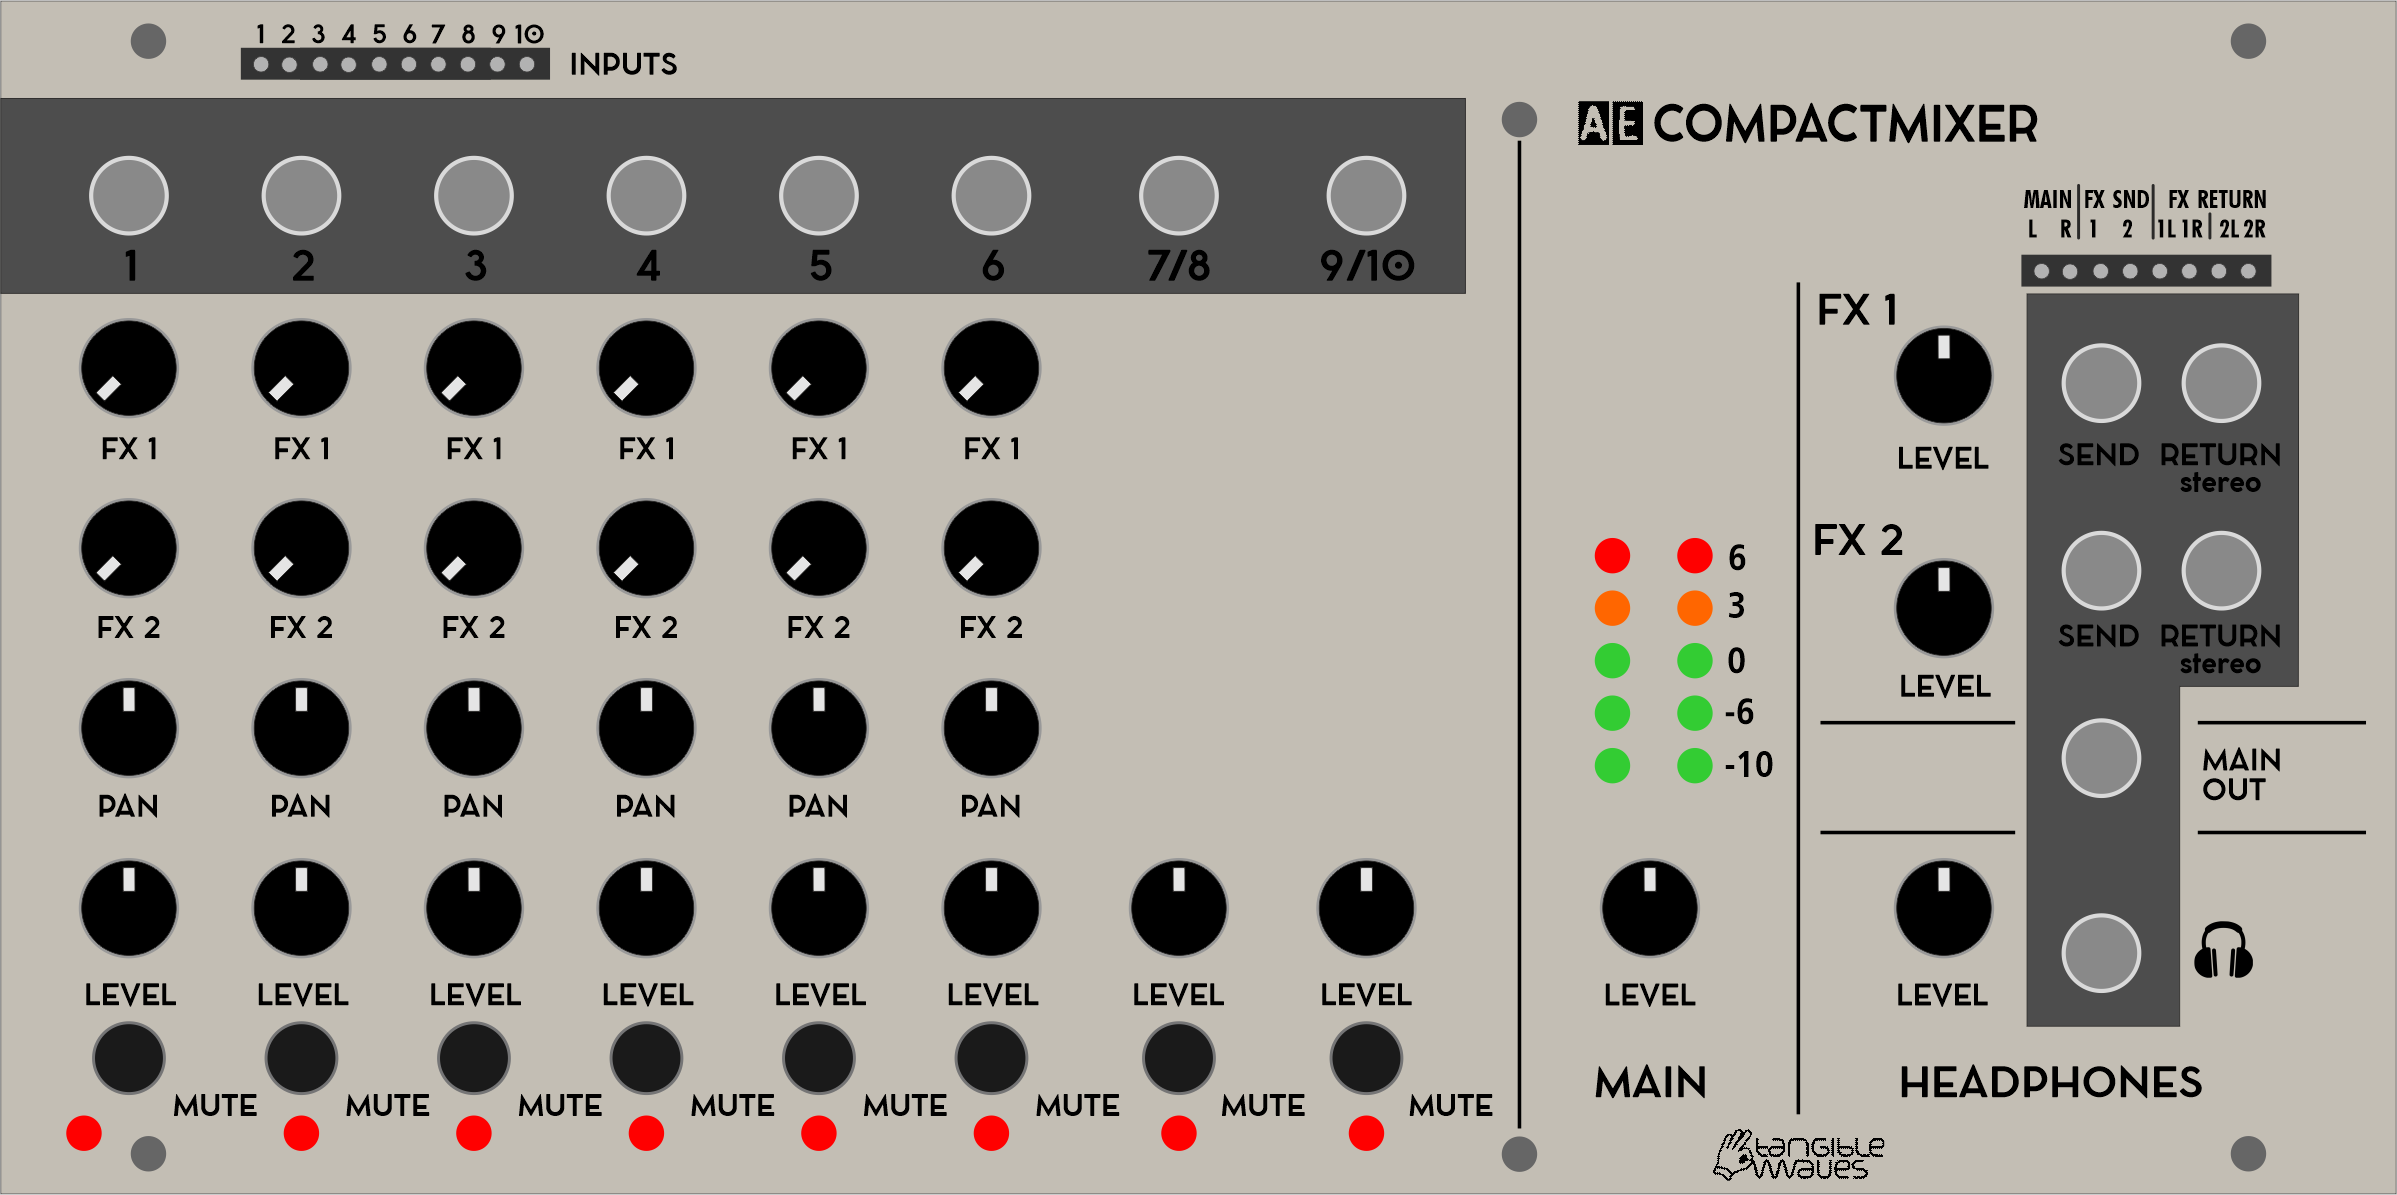 1 2 3 4 5 6 7 8 9 10
INPUTS
AE COMPACTMIXER
MAIN FX SND FX RETURN
L R 1 2 1L 1R 2L 2R
1 2 3 4 5 6 7/8 9/10
FX 1
FX 1 FX 1 FX 1 FX 1 FX 1 FX 1
LEVEL SEND RETURN
stereo
FX 2
6
3
0
-6
-10
FX 2 FX 2 FX 2 FX 2 FX 2 FX 2
SEND RETURN
stereo
LEVEL
MAIN
OUT
PAN PAN PAN PAN PAN PAN
LEVEL LEVEL LEVEL LEVEL LEVEL LEVEL LEVEL LEVEL LEVEL LEVEL
MUTE MUTE MUTE MUTE MUTE MUTE MUTE MUTE
MAIN HEADPHONES
tangible
waves